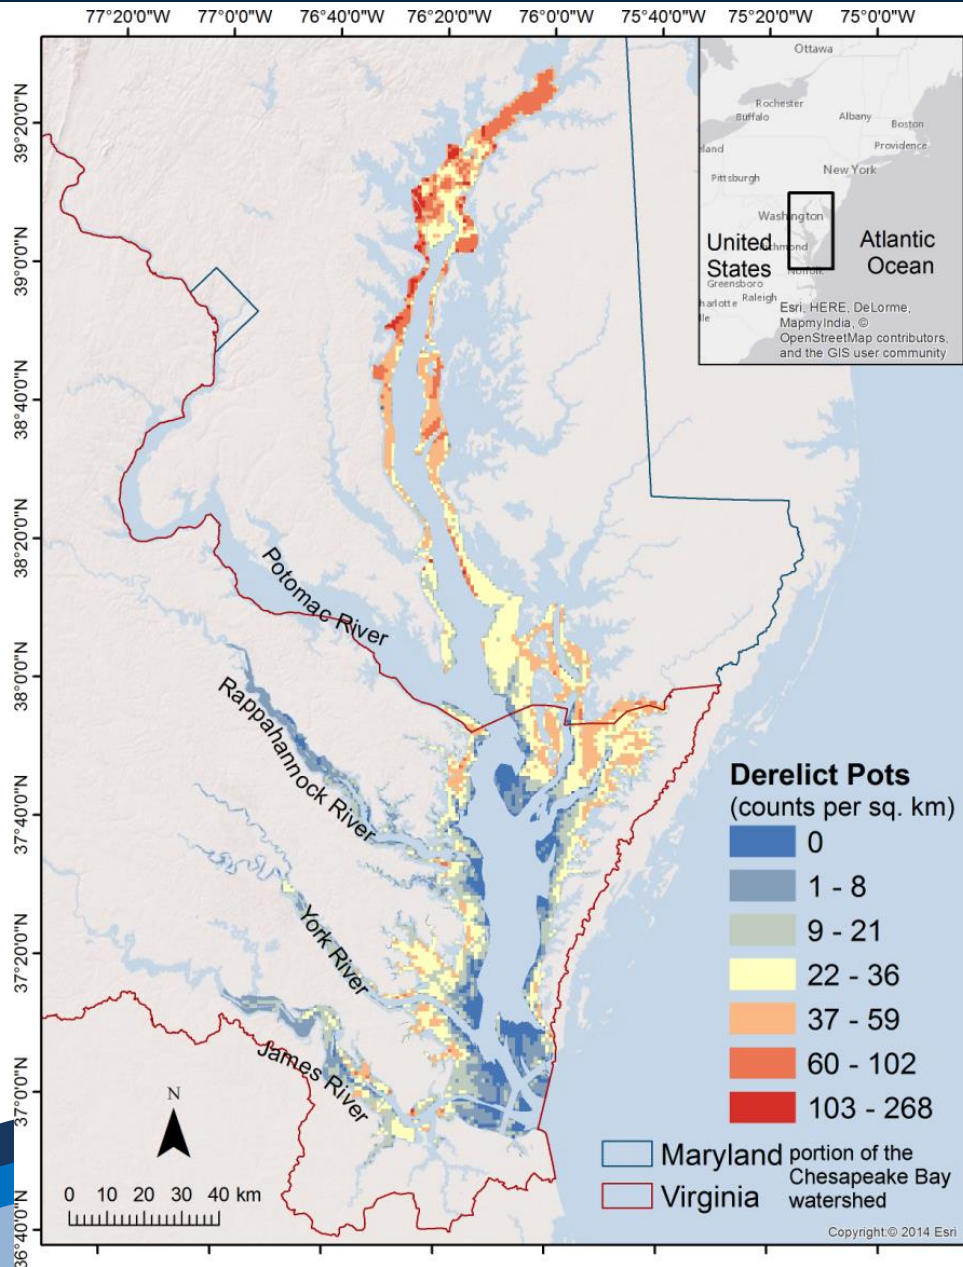 77°20'0"W 77°0'0"W 76°40'0"W 76°20'0"W 76°0'0"W 75°40'0"W 75°20'0"W 75°0'0"W
39°20'0"N
39°0'0"N
38°40'0"N
38°20'0"N
38°0'0"N
37°40'0"N
37°20'0"N
37°0'0"N
36°40'0"N
Ottawa
Rochester
Buffalo
Albany
Boston
land
Providence
Pittsburgh
New York
Washington
United
States
Atlantic
Ocean
chmond
Norfolk
Greensboro
harlotte
Raleigh
lle
Esri, HERE, DeLorme,
MapmyIndia, ©
OpenStreetMap contributors,
and the GIS user community
Potomac River
Rappahannock River
York River
James River
Derelict Pots
(counts per sq. km)
0
1 - 8
9 - 21
22 - 36
37 - 59
60 - 102
103 - 268
Maryland
Virginia
portion of the
Chesapeake Bay
watershed
N
0 10 20 30 40 km
Copyright:© 2014 Esri